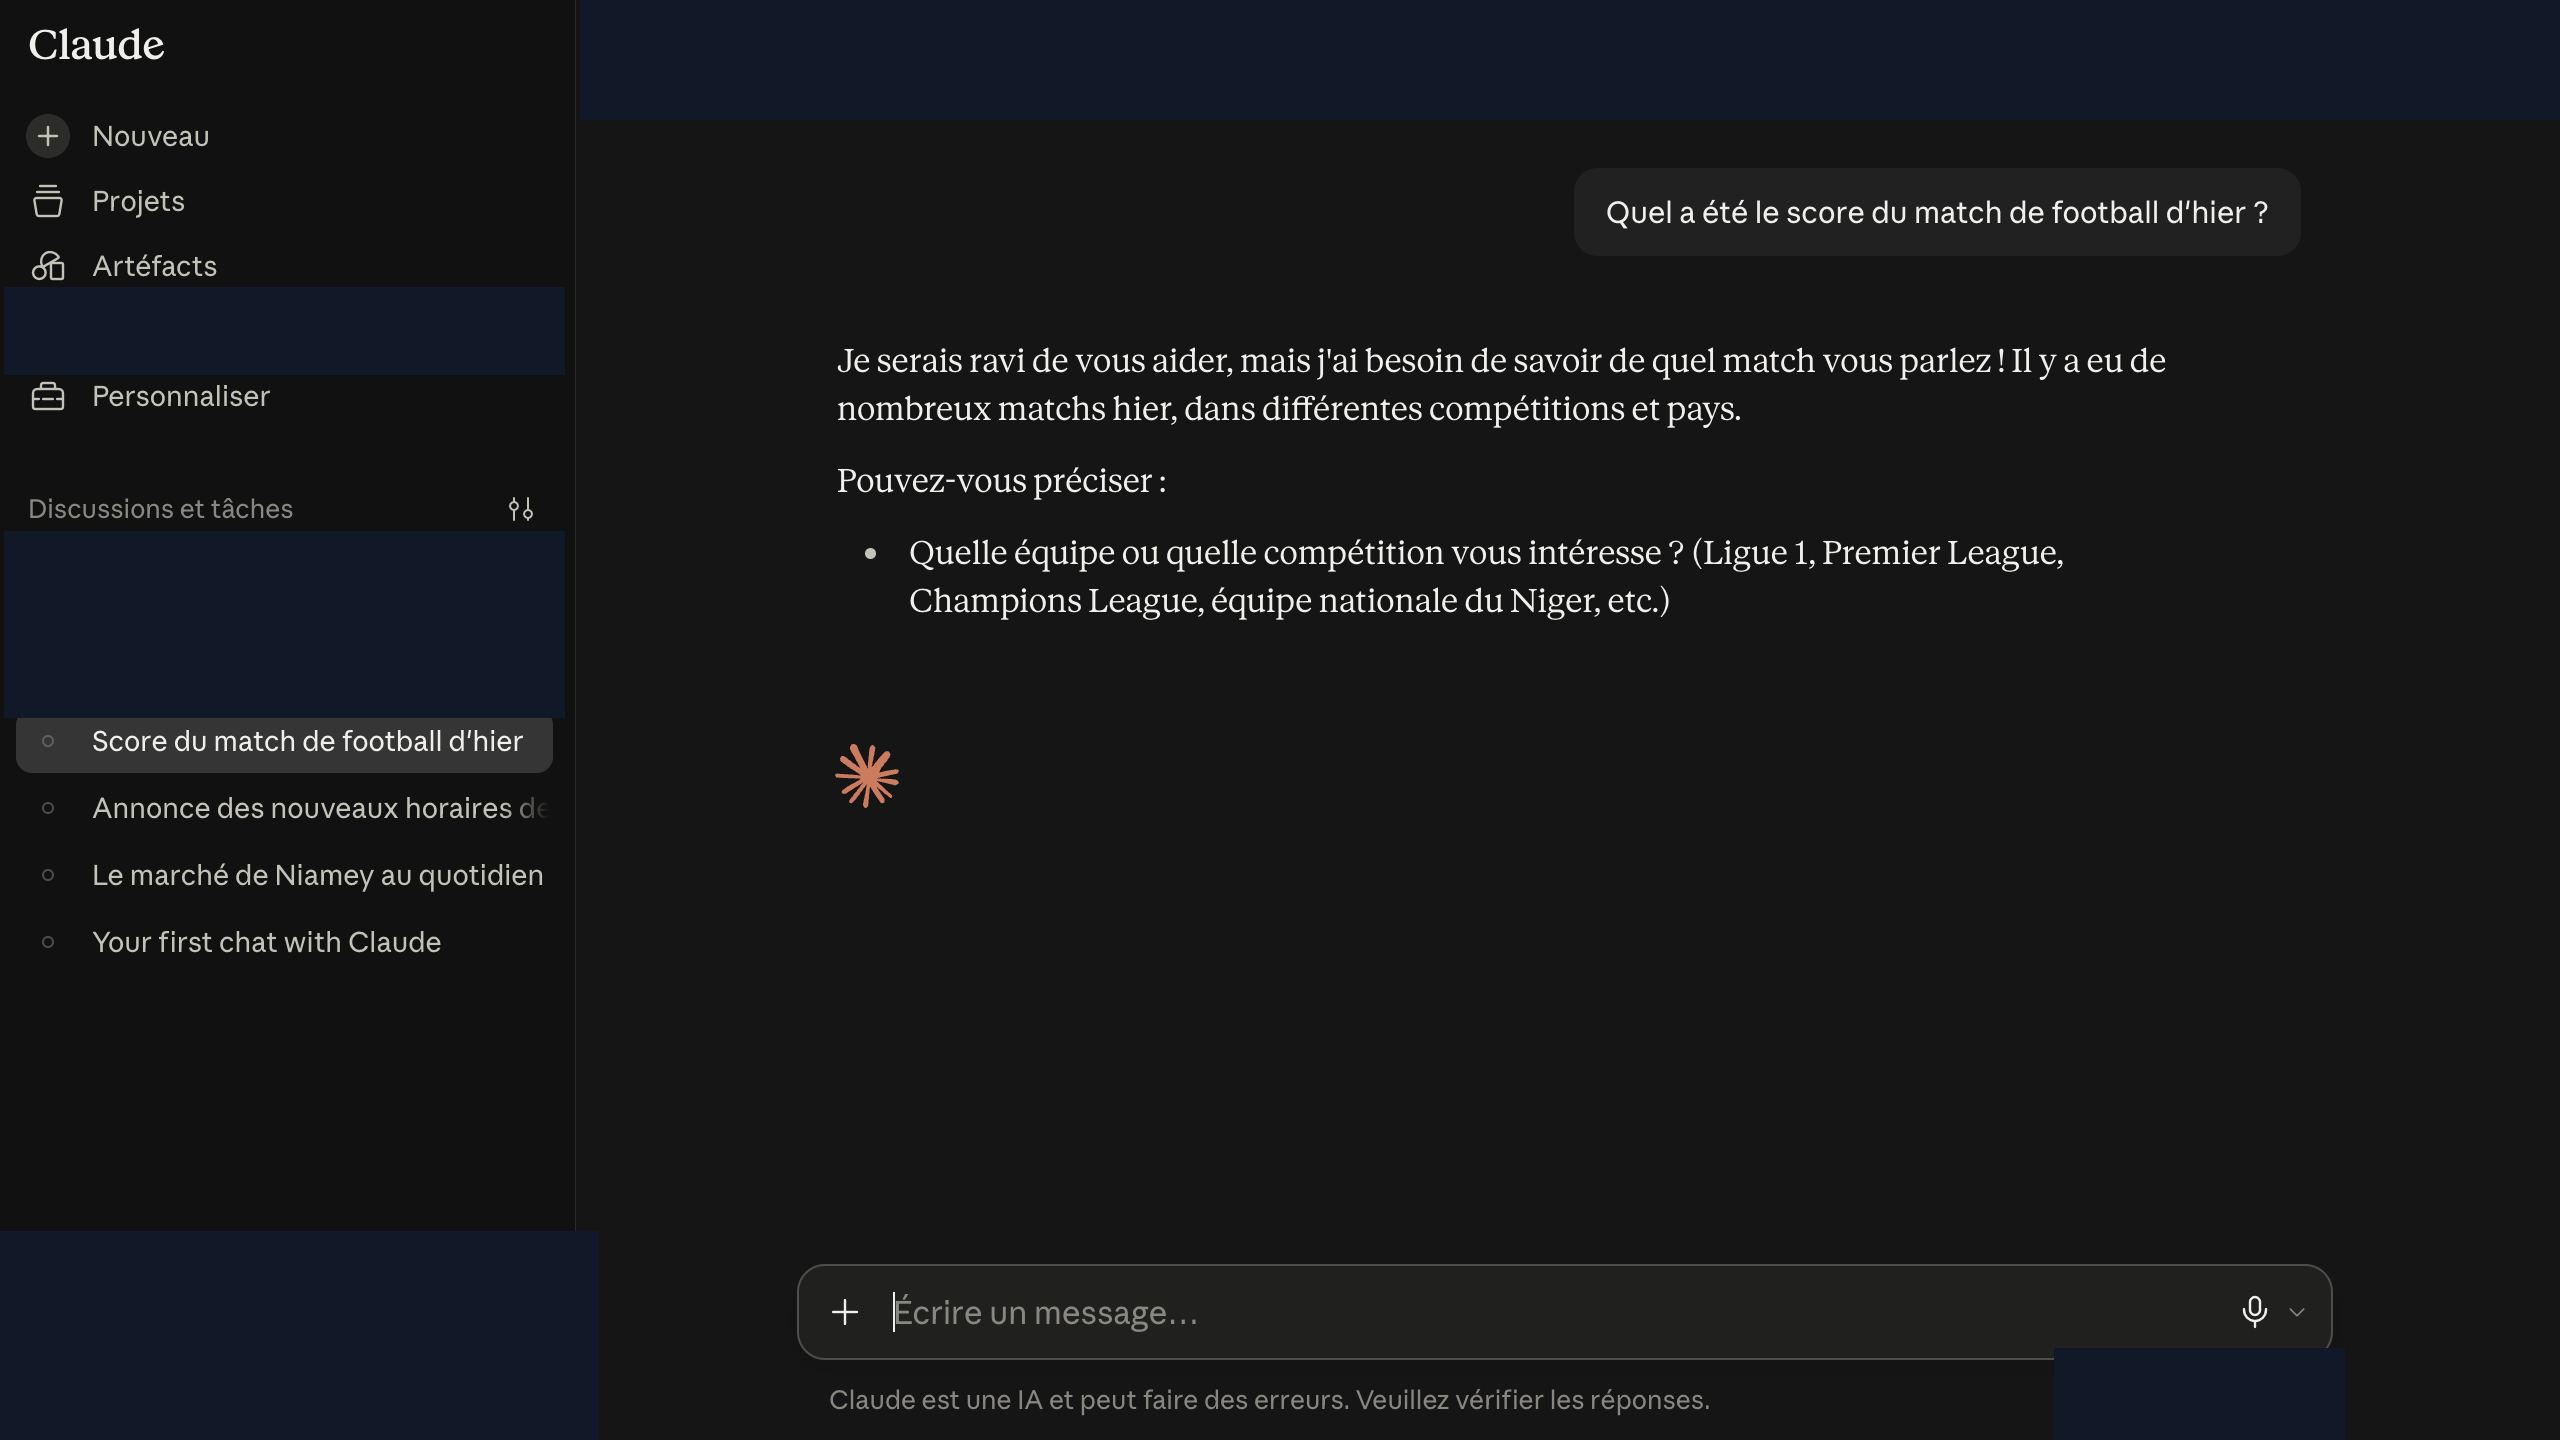 Claude
Nouveau
Projets
Artéfacts
Personnaliser
Discussions et tâches
Score du match de football d’hier
Annonce des nouveaux horaires de
Le marché de Niamey au quotidien
Your first chat with Claude
Quel a été le score du match de football d’hier ?
Je serais ravi de vous aider, mais j'ai besoin de savoir de quel match vous parlez ! Il y a eu de
nombreux matchs hier, dans différentes compétitions et pays.
Pouvez-vous préciser :
• Quelle équipe ou quelle compétition vous intéresse ? (Ligue 1, Premier League,
Champions League, équipe nationale du Niger, etc.)
Écrire un message…
Claude est une IA et peut faire des erreurs. Veuillez vérifier les réponses.